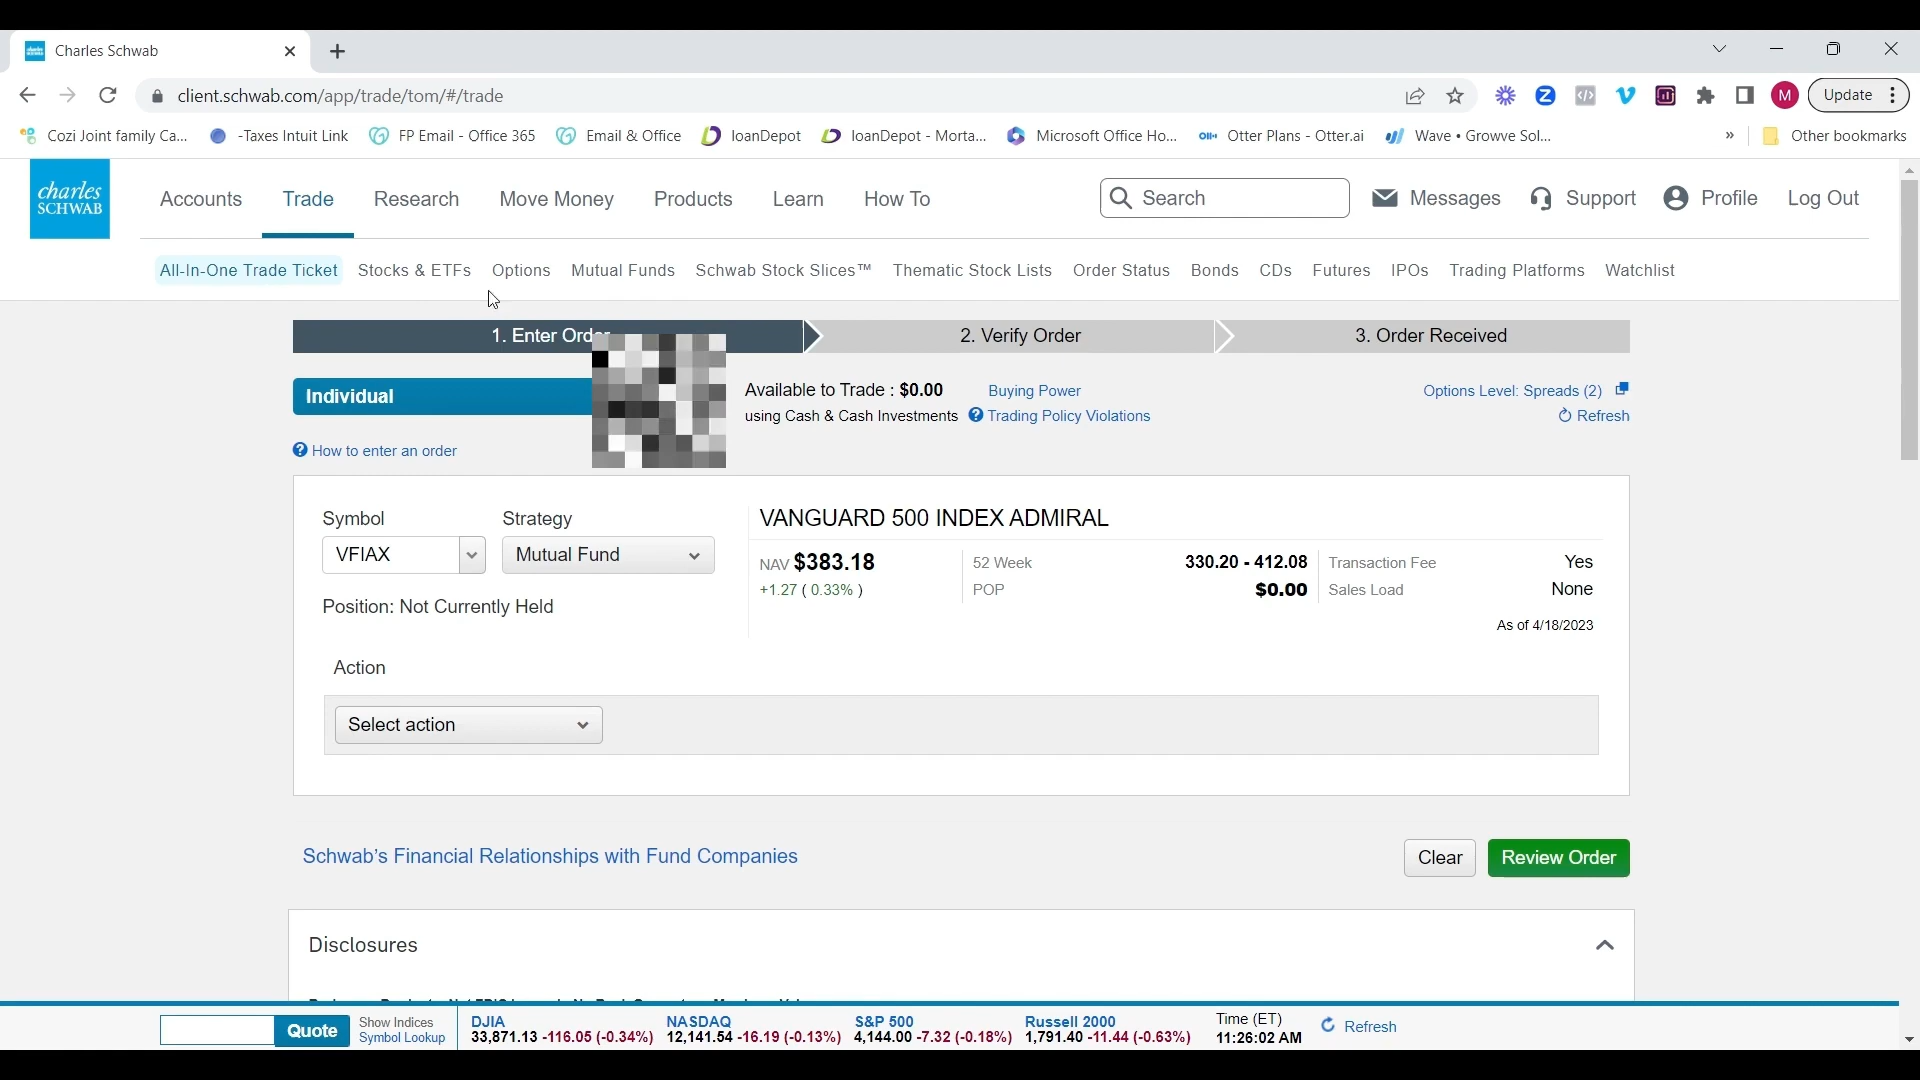 Charles Schwab
client.schwab.com/app/trade/tom/#/trade
Update
Cozi Joint family Ca... -Taxes Intuit Link FP Email - Office 365 Email & Office loanDepot loanDepot - Morta... Microsoft Office Ho... Otter Plans - Otter.ai Wave • Growve Sol... » Other bookmarks
charles SCHWAB
Accounts Trade Research Move Money Products Learn How To Search Messages Support Profile Log Out
All-In-One Trade Ticket Stocks & ETFs Options Mutual Funds Schwab Stock Slices™ Thematic Stock Lists Order Status Bonds CDs Futures IPOs Trading Platforms Watchlist
1. Enter Order 2. Verify Order 3. Order Received
Individual Available to Trade : $0.00 Buying Power Options Level: Spreads (2)
using Cash & Cash Investments Trading Policy Violations Refresh
How to enter an order
Symbol Strategy VANGUARD 500 INDEX ADMIRAL
VFIAX Mutual Fund NAV $383.18 52 Week 330.20 - 412.08 Transaction Fee Yes
+1.27 ( 0.33% ) POP $0.00 Sales Load None
Position: Not Currently Held
As of 4/18/2023
Action
Select action
Schwab's Financial Relationships with Fund Companies Clear Review Order
Disclosures
Quote Show Indices DJIA NASDAQ S&P 500 Russell 2000 Time (ET) Refresh
Symbol Lookup 33,871.13 -116.05 (-0.34%) 12,141.54 -16.19 (-0.13%) 4,144.00 -7.32 (-0.18%) 1,791.40 -11.44 (-0.63%) 11:26:02 AM